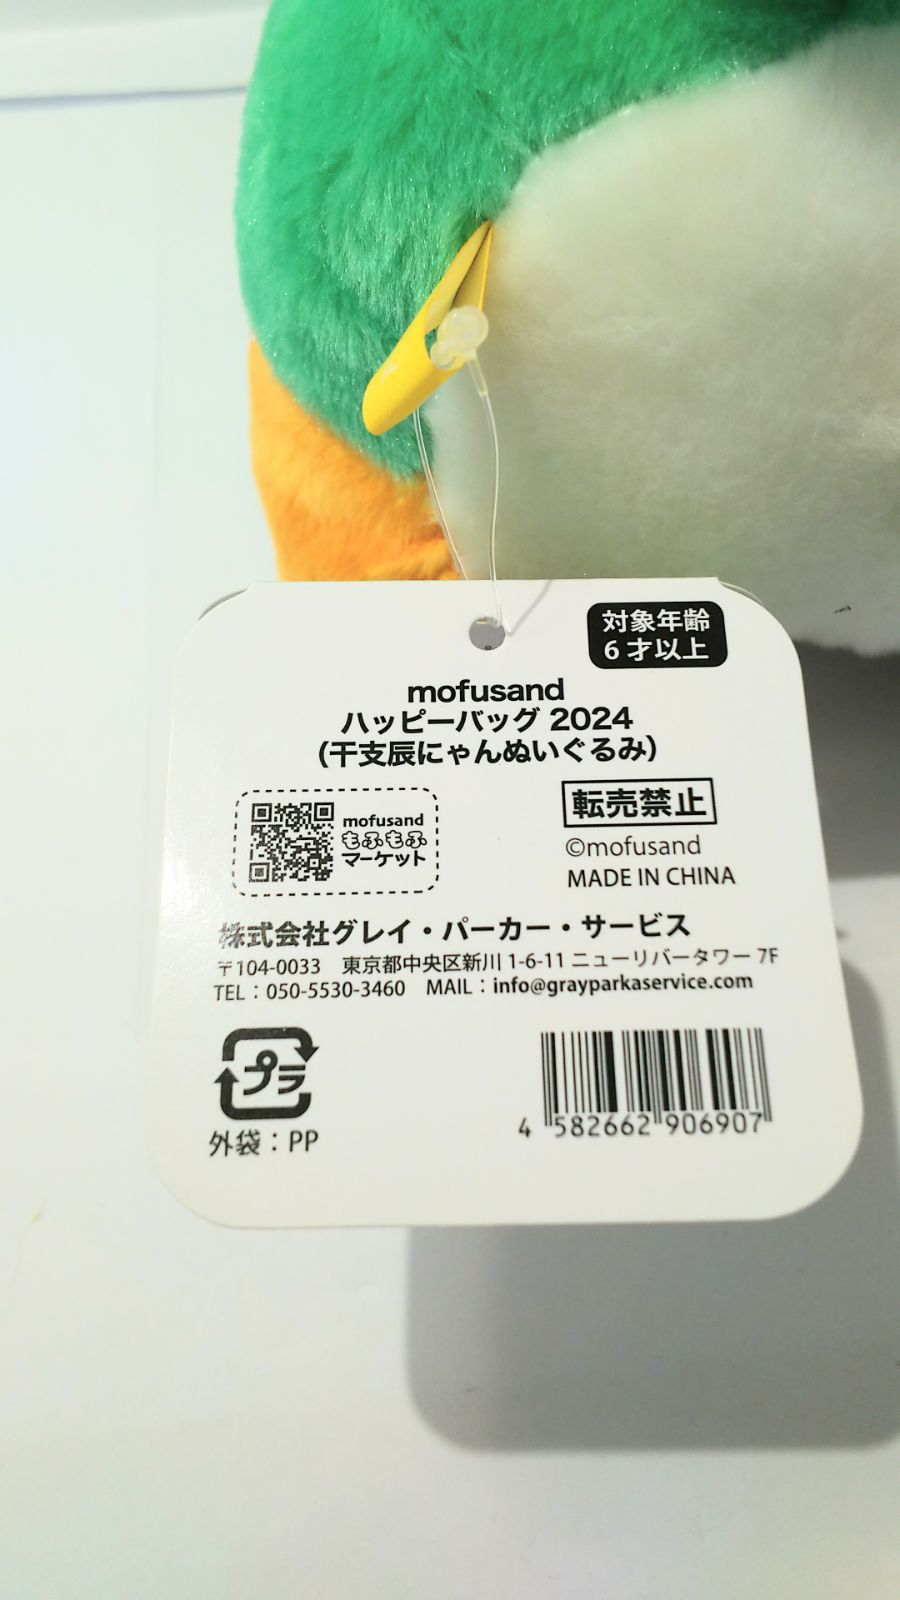 対象年齢
6才以上
mofusand
ハッピーバッグ 2024
(干支辰にゃんぬいぐるみ)
mofusand
もふもふ
マーケット
転売禁止
©mofusand
MADE IN CHINA
株式会社グレイ・パーカー・サービス
〒104-0033 東京都中央区新川 1-6-11 ニューリバータワー 7F
TEL：050-5530-3460 MAIL：info@grayparkaservice.com
プラ
外袋：PP
4 582662 906907